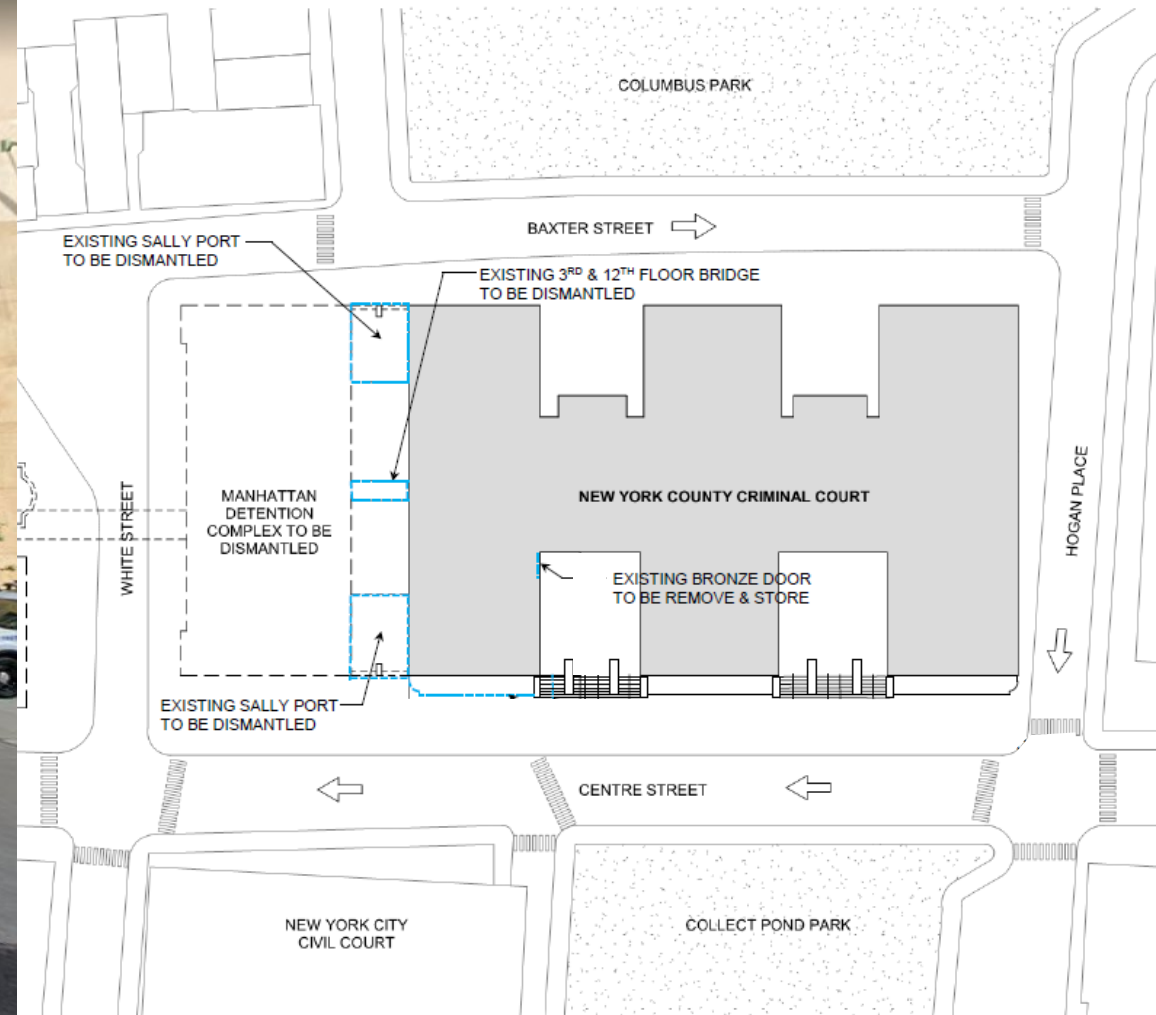 COLUMBUS PARK
BAXTER STREET
EXISTING SALLY PORT
TO BE DISMANTLED
EXISTING 3RD & 12TH FLOOR BRIDGE
TO BE DISMANTLED
WHITE STREET
MANHATTAN
DETENTION
COMPLEX TO BE
DISMANTLED
NEW YORK COUNTY CRIMINAL COURT
HOGAN PLACE
EXISTING BRONZE DOOR
TO BE REMOVE & STORE
EXISTING SALLY PORT
TO BE DISMANTLED
CENTRE STREET
NEW YORK CITY
CIVIL COURT
COLLECT POND PARK